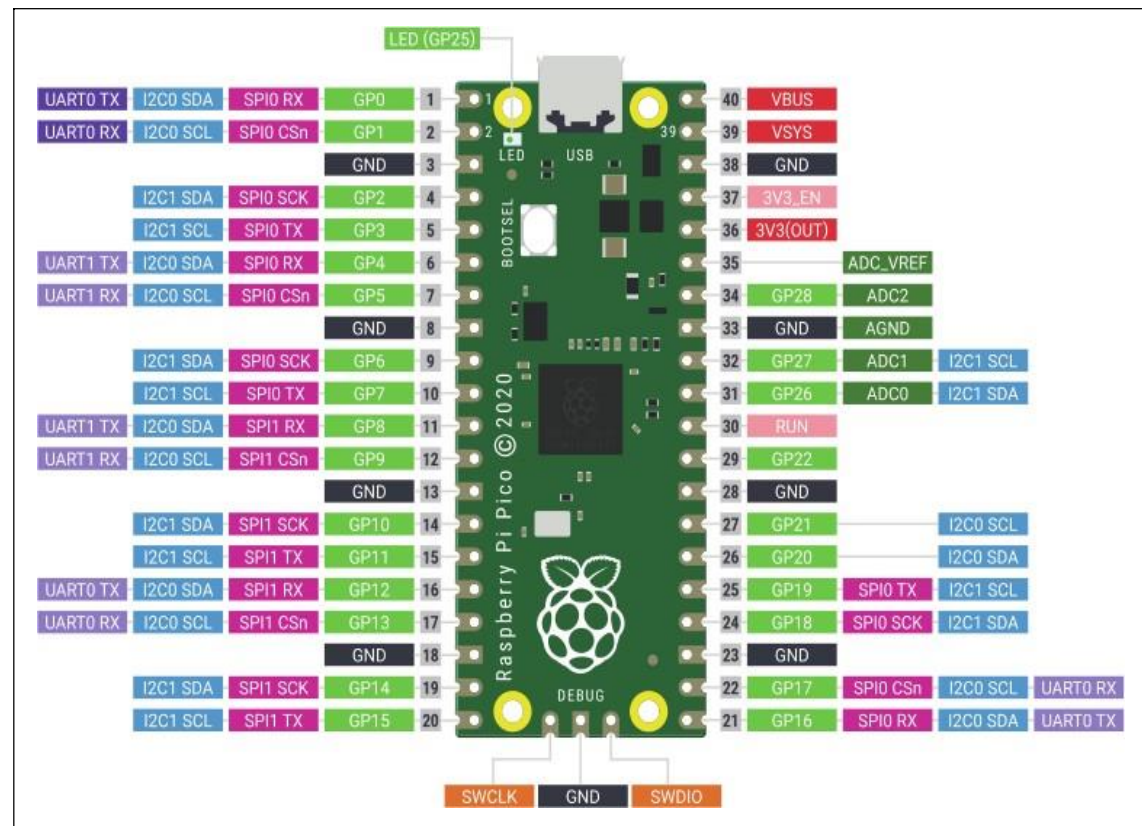 LED (GP25)
UART0 TX I2C0 SDA SPI0 RX GP0 1 1 40 VBUS
UART0 RX I2C0 SCL SPI0 CSn GP1 2 2 39 39 VSYS
LED USB
GND 3 38 GND
I2C1 SDA SPI0 SCK GP2 4 37 3V3_EN
I2C1 SCL SPI0 TX GP3 5 36 3V3(OUT)
BOOTSEL
UART1 TX I2C0 SDA SPI0 RX GP4 6 35 ADC_VREF
UART1 RX I2C0 SCL SPI0 CSn GP5 7 34 GP28 ADC2
GND 8 33 GND AGND
I2C1 SDA SPI0 SCK GP6 9 32 GP27 ADC1 I2C1 SCL
I2C1 SCL SPI0 TX GP7 10 31 GP26 ADC0 I2C1 SDA
UART1 TX I2C0 SDA SPI1 RX GP8 11 30 RUN
UART1 RX I2C0 SCL SPI1 CSn GP9 12 29 GP22
GND 13 28 GND
I2C1 SDA SPI1 SCK GP10 14 27 GP21 I2C0 SCL
I2C1 SCL SPI1 TX GP11 15 26 GP20 I2C0 SDA
UART0 TX I2C0 SDA SPI1 RX GP12 16 25 GP19 SPI0 TX I2C1 SCL
UART0 RX I2C0 SCL SPI1 CSn GP13 17 24 GP18 SPI0 SCK I2C1 SDA
GND 18 23 GND
Raspberry Pi Pico © 2020
I2C1 SDA SPI1 SCK GP14 19 22 GP17 SPI0 CSn I2C0 SCL UART0 RX
DEBUG
I2C1 SCL SPI1 TX GP15 20 21 GP16 SPI0 RX I2C0 SDA UART0 TX
SWCLK GND SWDIO